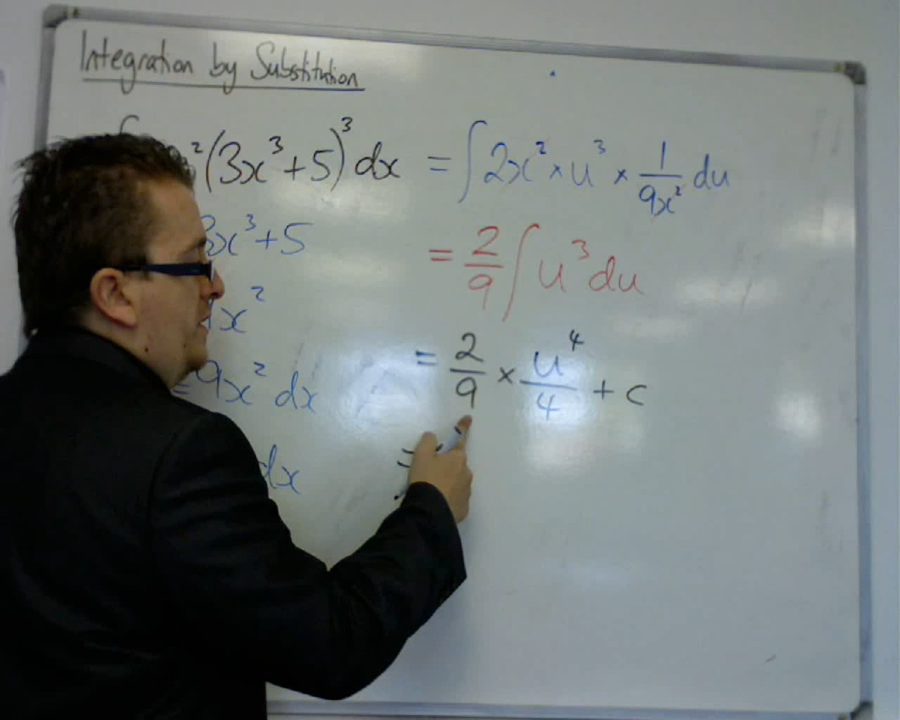 Integration by Substitution
∫ ²(3x³+5)³ dx = ∫ 2x² × u³ × 1/9x² du
3x³+5
= 2/9 ∫ u³ du
9x²
= 2/9 × u⁴/4 + c
= 9x² dx
dx
=